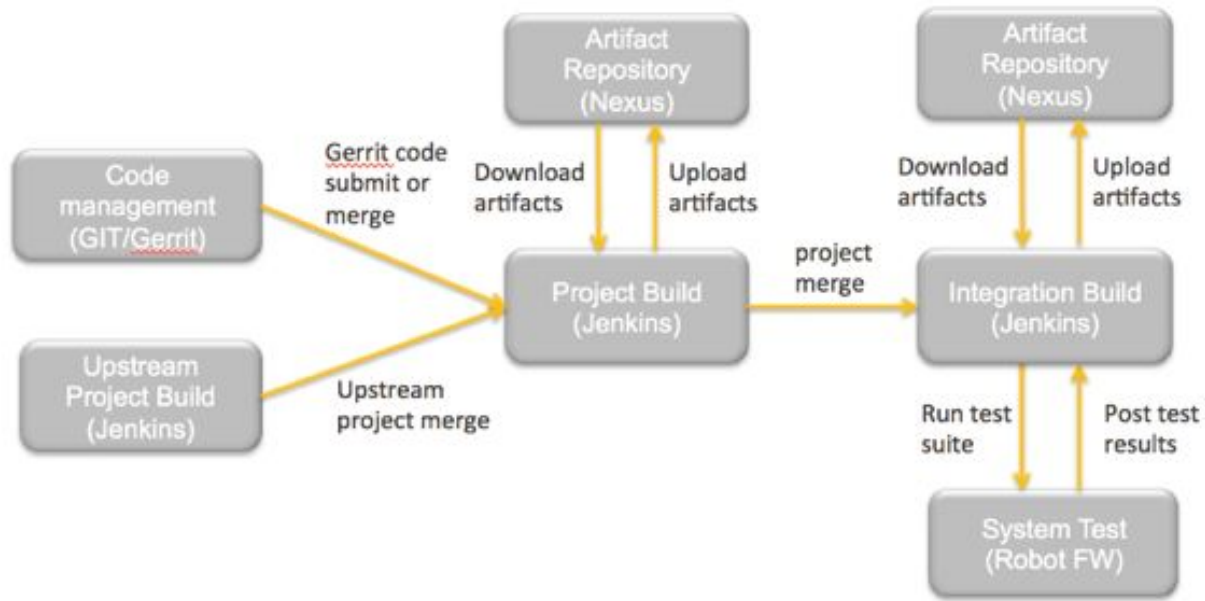 Artifact
Repository
(Nexus)
Artifact
Repository
(Nexus)
Gerrit code
submit or
merge
Download
artifacts
Upload
artifacts
Download
artifacts
Upload
artifacts
Code
management
(GIT/Gerrit)
Project Build
(Jenkins)
project
merge
Integration Build
(Jenkins)
Upstream
Project Build
(Jenkins)
Upstream
project merge
Run test
suite
Post test
results
System Test
(Robot FW)